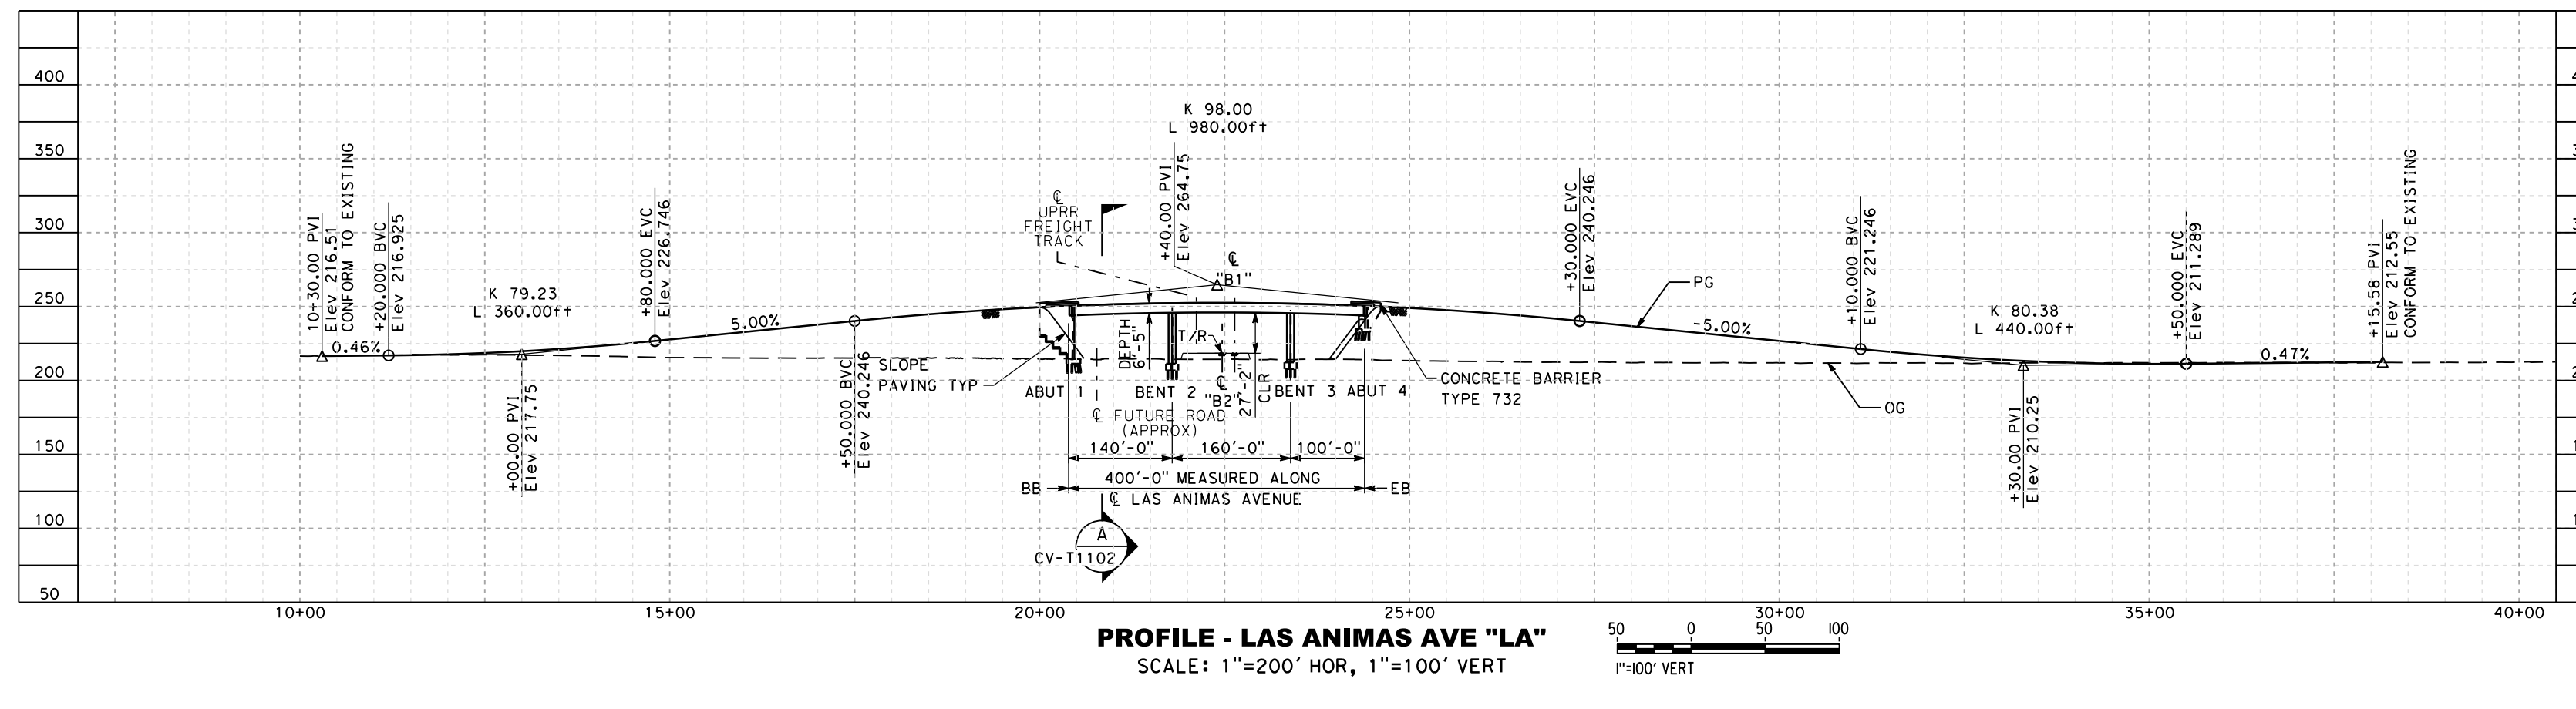 400
350
300
250
200
150
100
50
10+30.00 PVI
Elev 216.51
CONFORM TO EXISTING
+20.000 BVC
Elev 216.925
0.46%
K 79.23
L 360.00ft
+00.00 PVI
Elev 217.75
+80.000 EVC
Elev 226.746
5.00%
+50.000 BVC
Elev 240.246
SLOPE
PAVING TYP
℄
UPRR
FREIGHT
TRACK
K 98.00
L 980.00ft
+40.00 PVI
Elev 264.75
℄
"B1"
DEPTH
6'-5"
T/R
℄
"B2"
27'-2"
CLR
ABUT 1
BENT 2
BENT 3
ABUT 4
℄ FUTURE ROAD
(APPROX)
140'-0"
160'-0"
100'-0"
400'-0" MEASURED ALONG
℄ LAS ANIMAS AVENUE
BB
EB
A
CV-T1102
CONCRETE BARRIER
TYPE 732
+30.000 EVC
Elev 240.246
PG
-5.00%
+10.000 BVC
Elev 221.246
OG
K 80.38
L 440.00ft
+30.00 PVI
Elev 210.25
+50.000 EVC
Elev 211.289
0.47%
+15.58 PVI
Elev 212.55
CONFORM TO EXISTING
10+00
15+00
20+00
25+00
30+00
35+00
40+00
PROFILE - LAS ANIMAS AVE "LA"
SCALE: 1"=200' HOR, 1"=100' VERT
50
0
50
100
1"=100' VERT